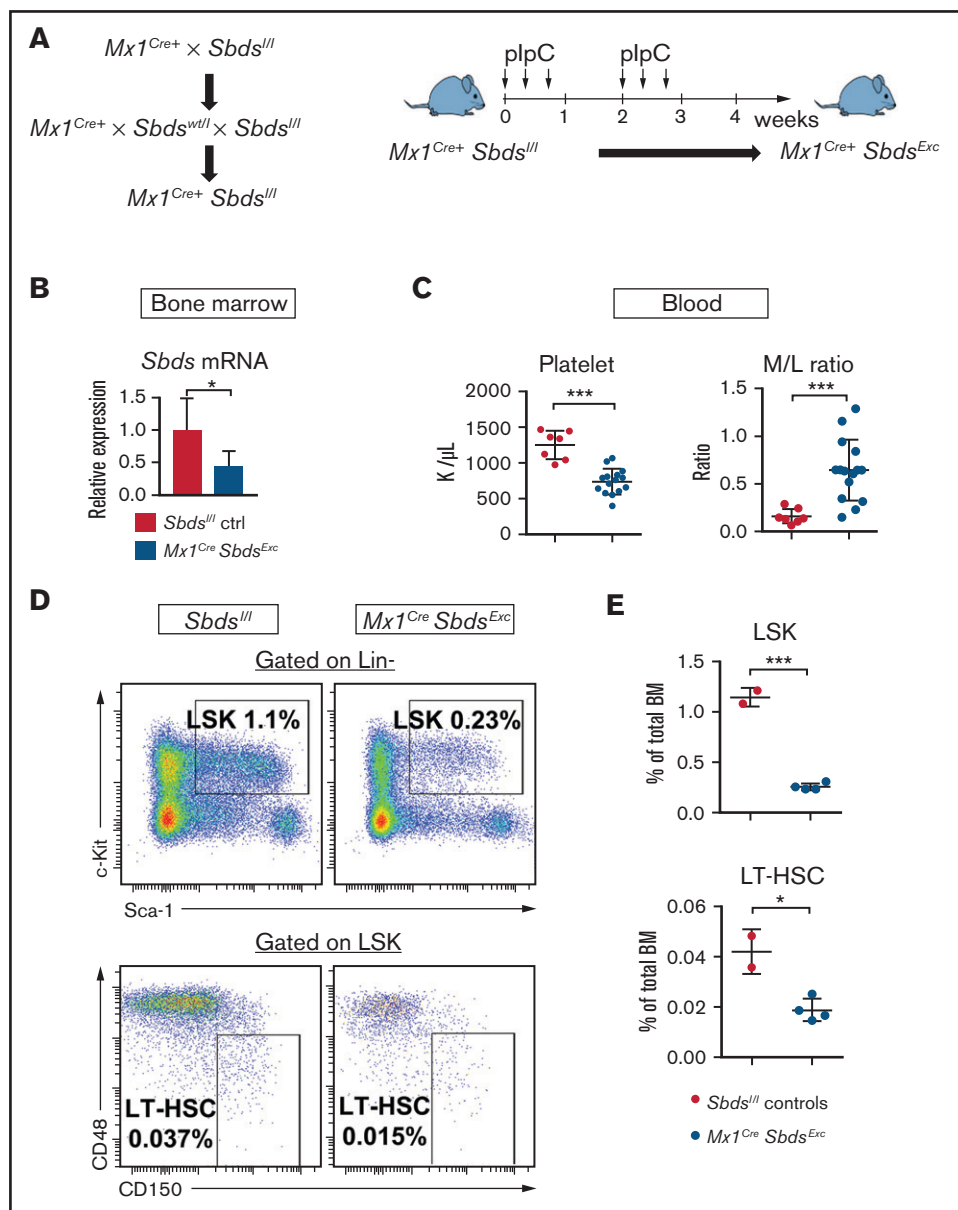 A
Mx1Cre+ × Sbdsl/l
Mx1Cre+ × Sbdswt/l × Sbdsl/l
Mx1Cre+ Sbdsl/l
pIpC pIpC
0 1 2 3 4 weeks
Mx1Cre+ Sbdsl/l Mx1Cre+ SbdsExc
B
Bone marrow
Sbds mRNA
*
Relative expression
1.5
1.0
0.5
0.0
Sbdsl/l ctrl
Mx1Cre SbdsExc
C
Blood
Platelet
***
K /µL
2000
1500
1000
500
0
M/L ratio
***
Ratio
1.5
1.0
0.5
0.0
D
Sbdsl/l Mx1Cre SbdsExc
Gated on Lin-
LSK 1.1% LSK 0.23%
c-Kit
Sca-1
Gated on LSK
LT-HSC LT-HSC
0.037% 0.015%
CD48
CD150
E
LSK
***
% of total BM
1.5
1.0
0.5
0.0
LT-HSC
*
% of total BM
0.06
0.04
0.02
0.00
Sbdsl/l controls
Mx1Cre SbdsExc